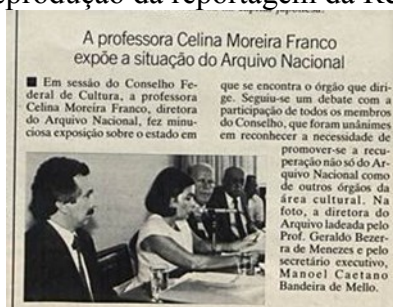 eprodução da reportagem da Re
A professora Celina Moreira Franco
expõe a situação do Arquivo Nacional
■ Em sessão do Conselho Fe-
deral de Cultura, a professora
Celina Moreira Franco, diretora
do Arquivo Nacional, fez minu-
ciosa exposição sobre o estado em
que se encontra o órgão que diri-
ge. Seguiu-se um debate com a
participação de todos os membros
do Conselho, que foram unânimes
em reconhecer a necessidade de
promover-se a recu-
peração não só do Ar-
quivo Nacional como
de outros órgãos da
área cultural. Na
foto, a diretora do
Arquivo ladeada pelo
Prof. Geraldo Bezer-
ra de Menezes e pelo
secretário executivo,
Manoel Caetano
Bandeira de Mello.